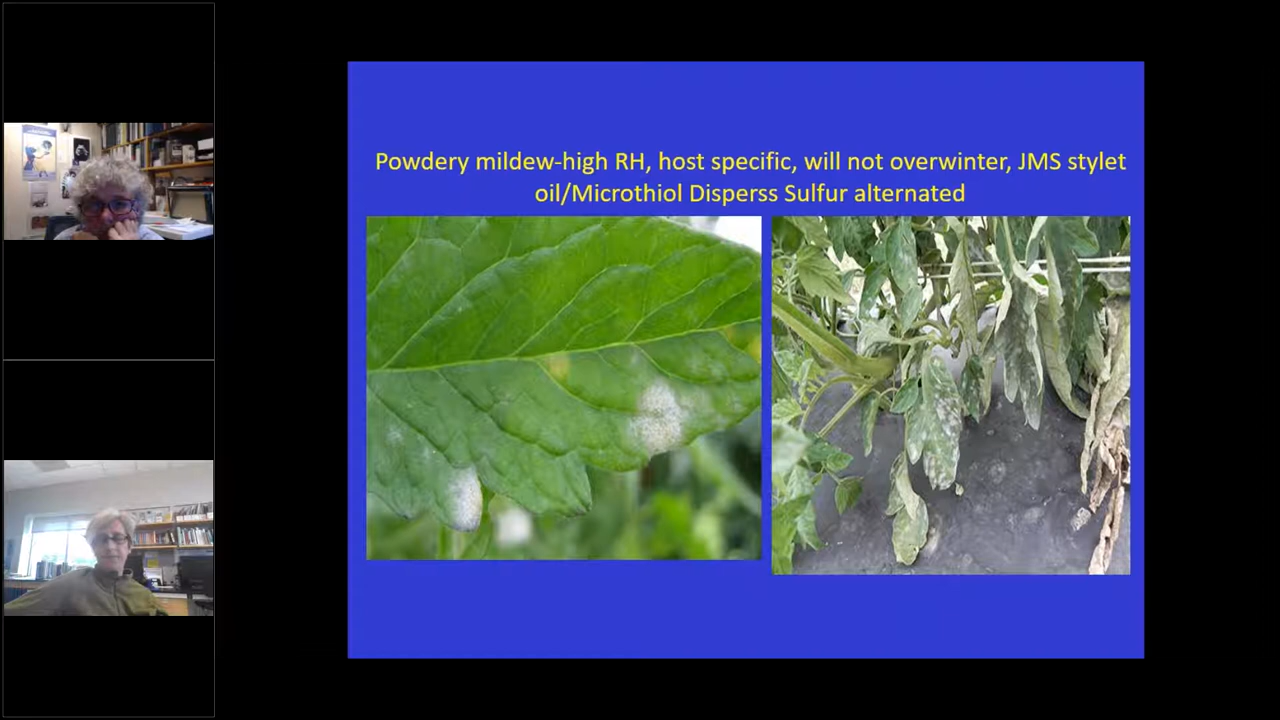 Powdery mildew-high RH, host specific, will not overwinter, JMS stylet
oil/Microthiol Disperss Sulfur alternated